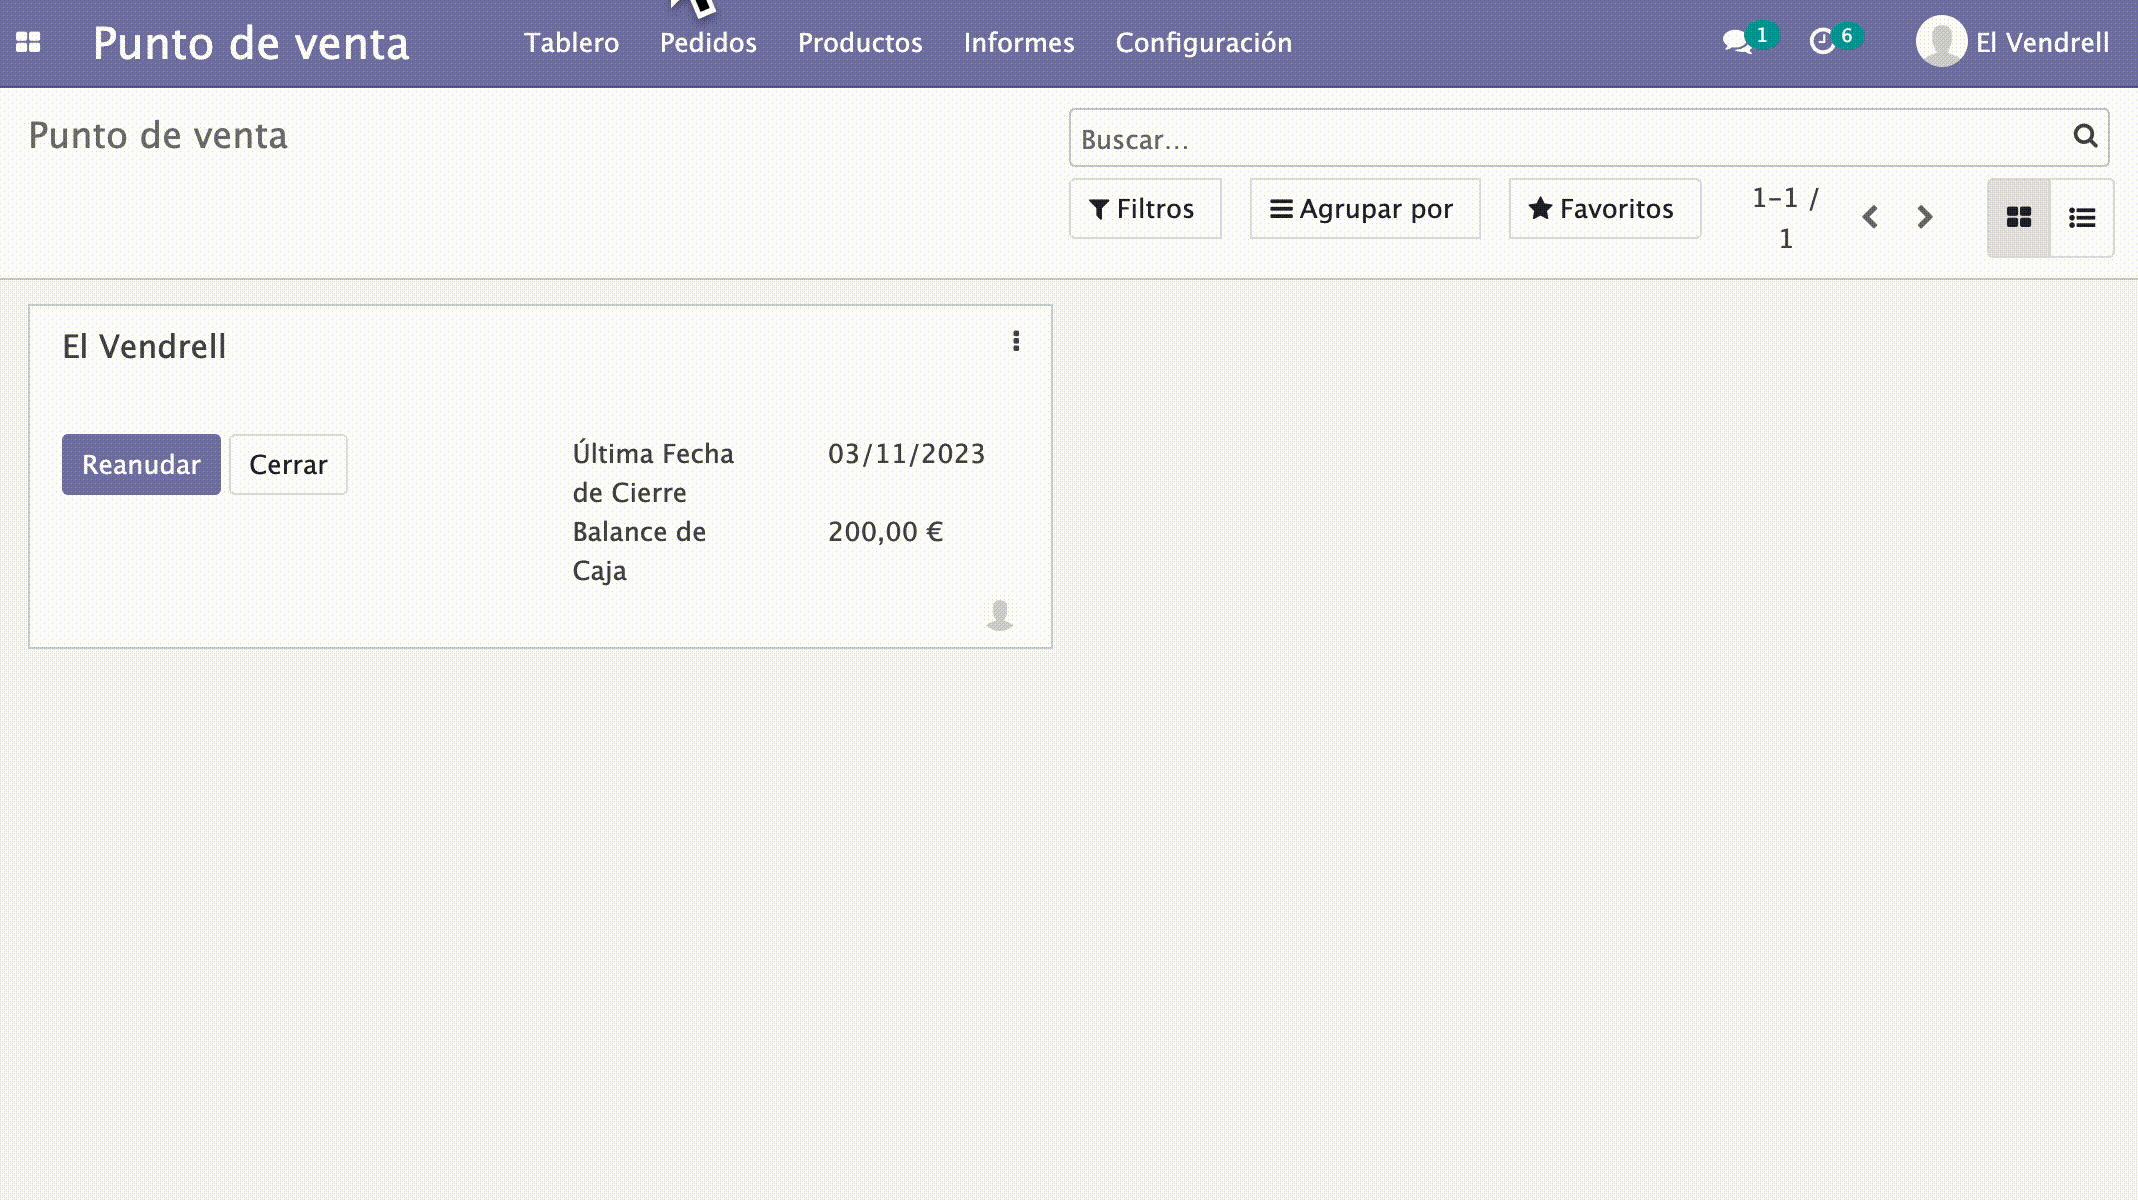 Punto de venta
Tablero Pedidos Productos Informes Configuración
1 6 El Vendrell
Punto de venta
Buscar...
Filtros Agrupar por Favoritos
1-1 /
1
El Vendrell
Reanudar Cerrar
Última Fecha 03/11/2023
de Cierre
Balance de 200,00 €
Caja